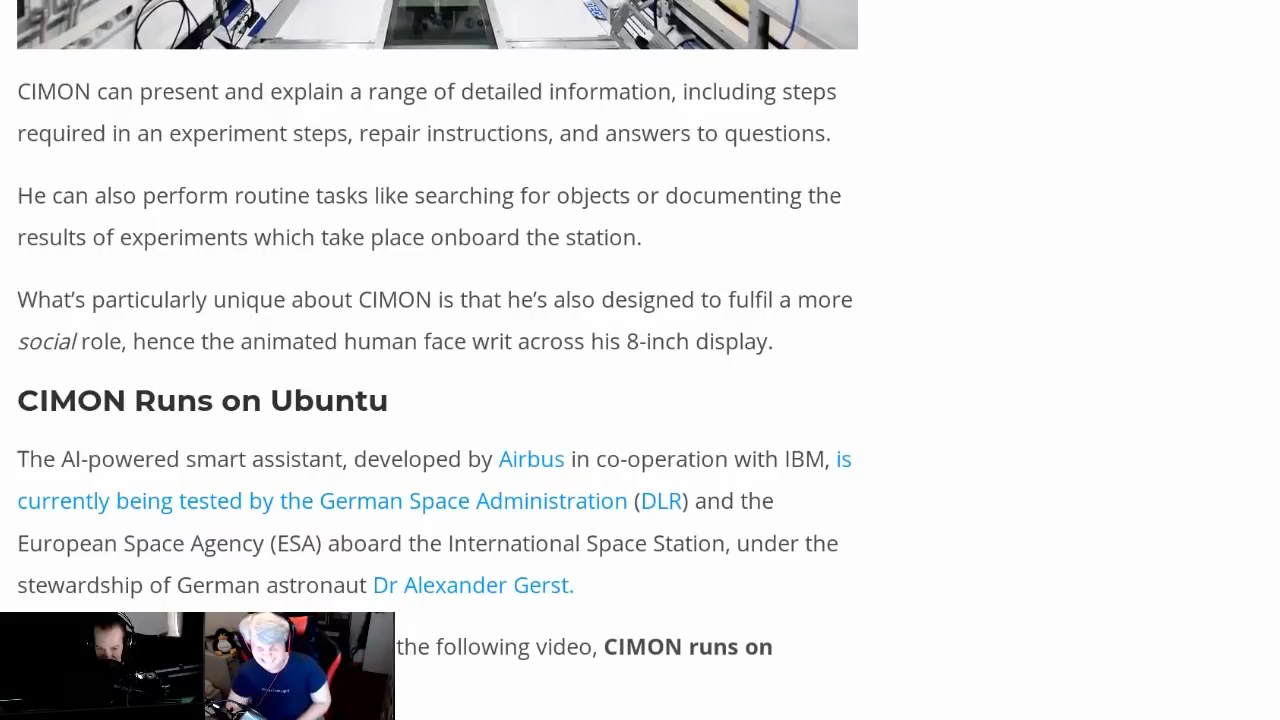 CIMON can present and explain a range of detailed information, including steps
required in an experiment steps, repair instructions, and answers to questions.
He can also perform routine tasks like searching for objects or documenting the
results of experiments which take place onboard the station.
What’s particularly unique about CIMON is that he’s also designed to fulfil a more
social role, hence the animated human face writ across his 8-inch display.
CIMON Runs on Ubuntu
The AI-powered smart assistant, developed by Airbus in co-operation with IBM, is
currently being tested by the German Space Administration (DLR) and the
European Space Agency (ESA) aboard the International Space Station, under the
stewardship of German astronaut Dr Alexander Gerst.
the following video, CIMON runs on